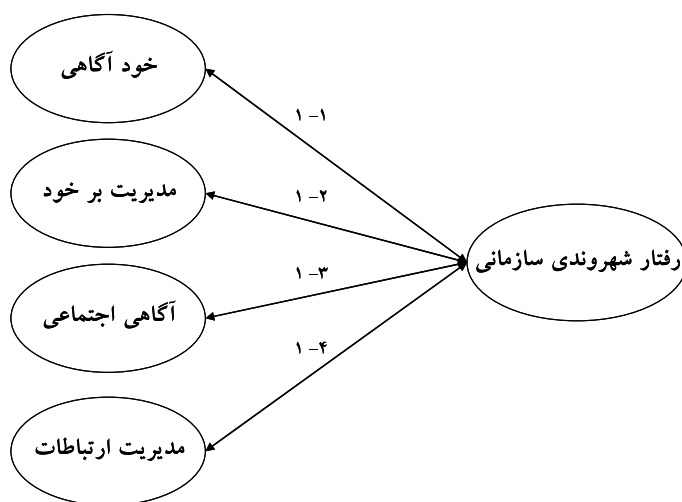 خود آگاهی
۱-۱
مدیریت بر خود
۱-۲
رفتار شهروندی سازمانی
۱-۳
آگاهی اجتماعی
۱-۴
مدیریت ارتباطات